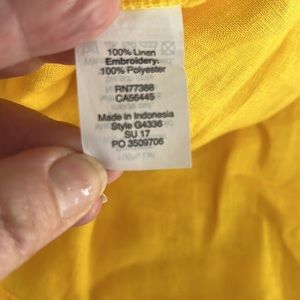 100% Linen
Embroidery:
100% Polyester
RN77388
CA56445
Made in Indonesia
Style G4336
SU 17
PO 3509706